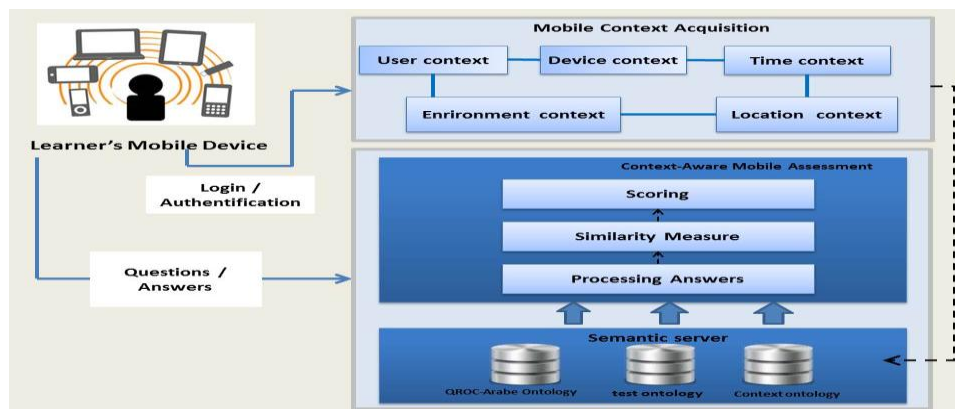 Mobile Context Acquisition
User context
Device context
Time context
Enrironment context
Location context
Learner's Mobile Device
Login /
Authentification
Context-Aware Mobile Assessment
Scoring
Similarity Measure
Processing Answers
Questions /
Answers
Semantic server
QROC-Arabe Ontology
test ontology
Context ontology